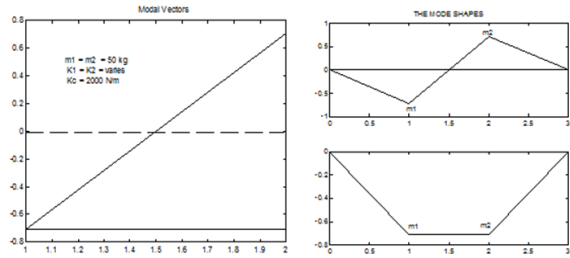 Modal Vectors
0.8
0.6
0.4
0.2
0
-0.2
-0.4
-0.6
-0.8
m1 = m2 = 50 kg
K1 = K2 = varies
Kc = 2000 N/m
1 1.1 1.2 1.3 1.4 1.5 1.6 1.7 1.8 1.9 2
THE MODE SHAPES
1
0.5
0
-0.5
-1
m2
m1
0 0.5 1 1.5 2 2.5 3
0
-0.2
-0.4
-0.6
-0.8
m1 m2
0 0.5 1 1.5 2 2.5 3